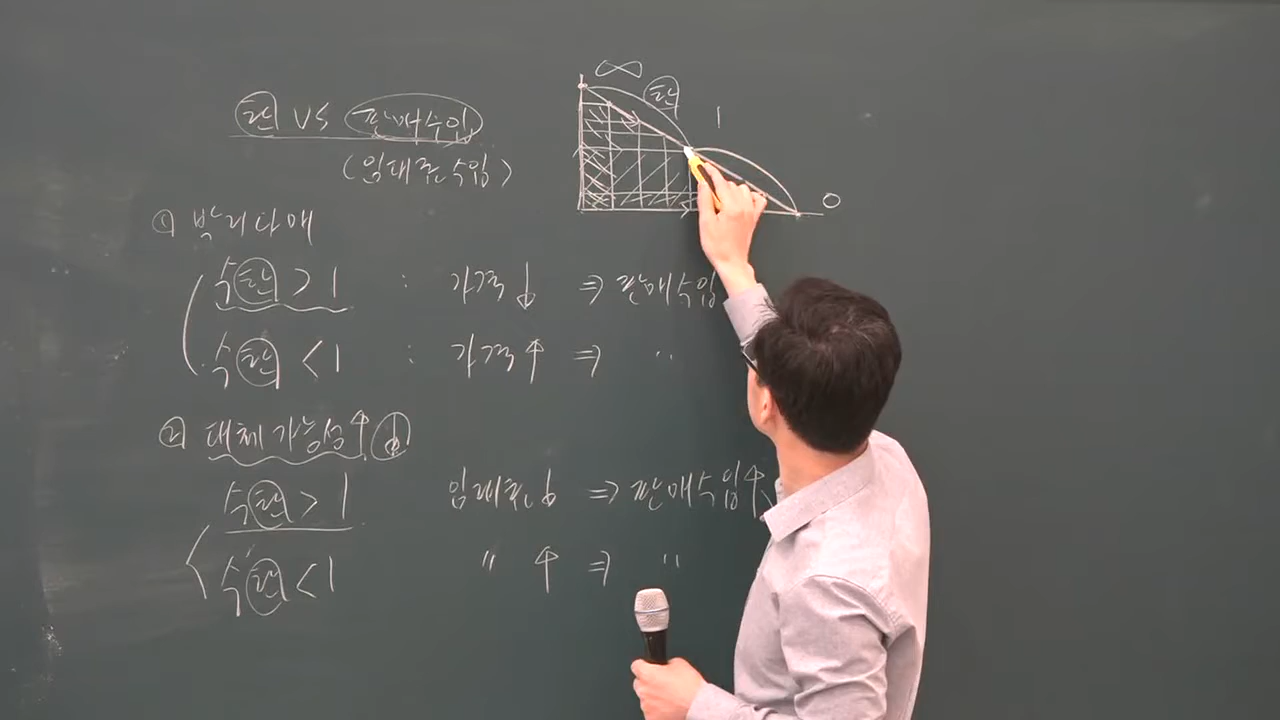 탄 VS 판매수입
(임대료수입)
∞
탄
1
0
① 박리다매
수탄 > 1 : 가격↓ ⇒ 판매수입
수탄 < 1 : 가격↑ ⇒ 〃
② 대체가능성↑↓
수탄 > 1 임대료↓ ⇒ 판매수입↑
수탄 < 1 〃 ↑ ⇒ 〃